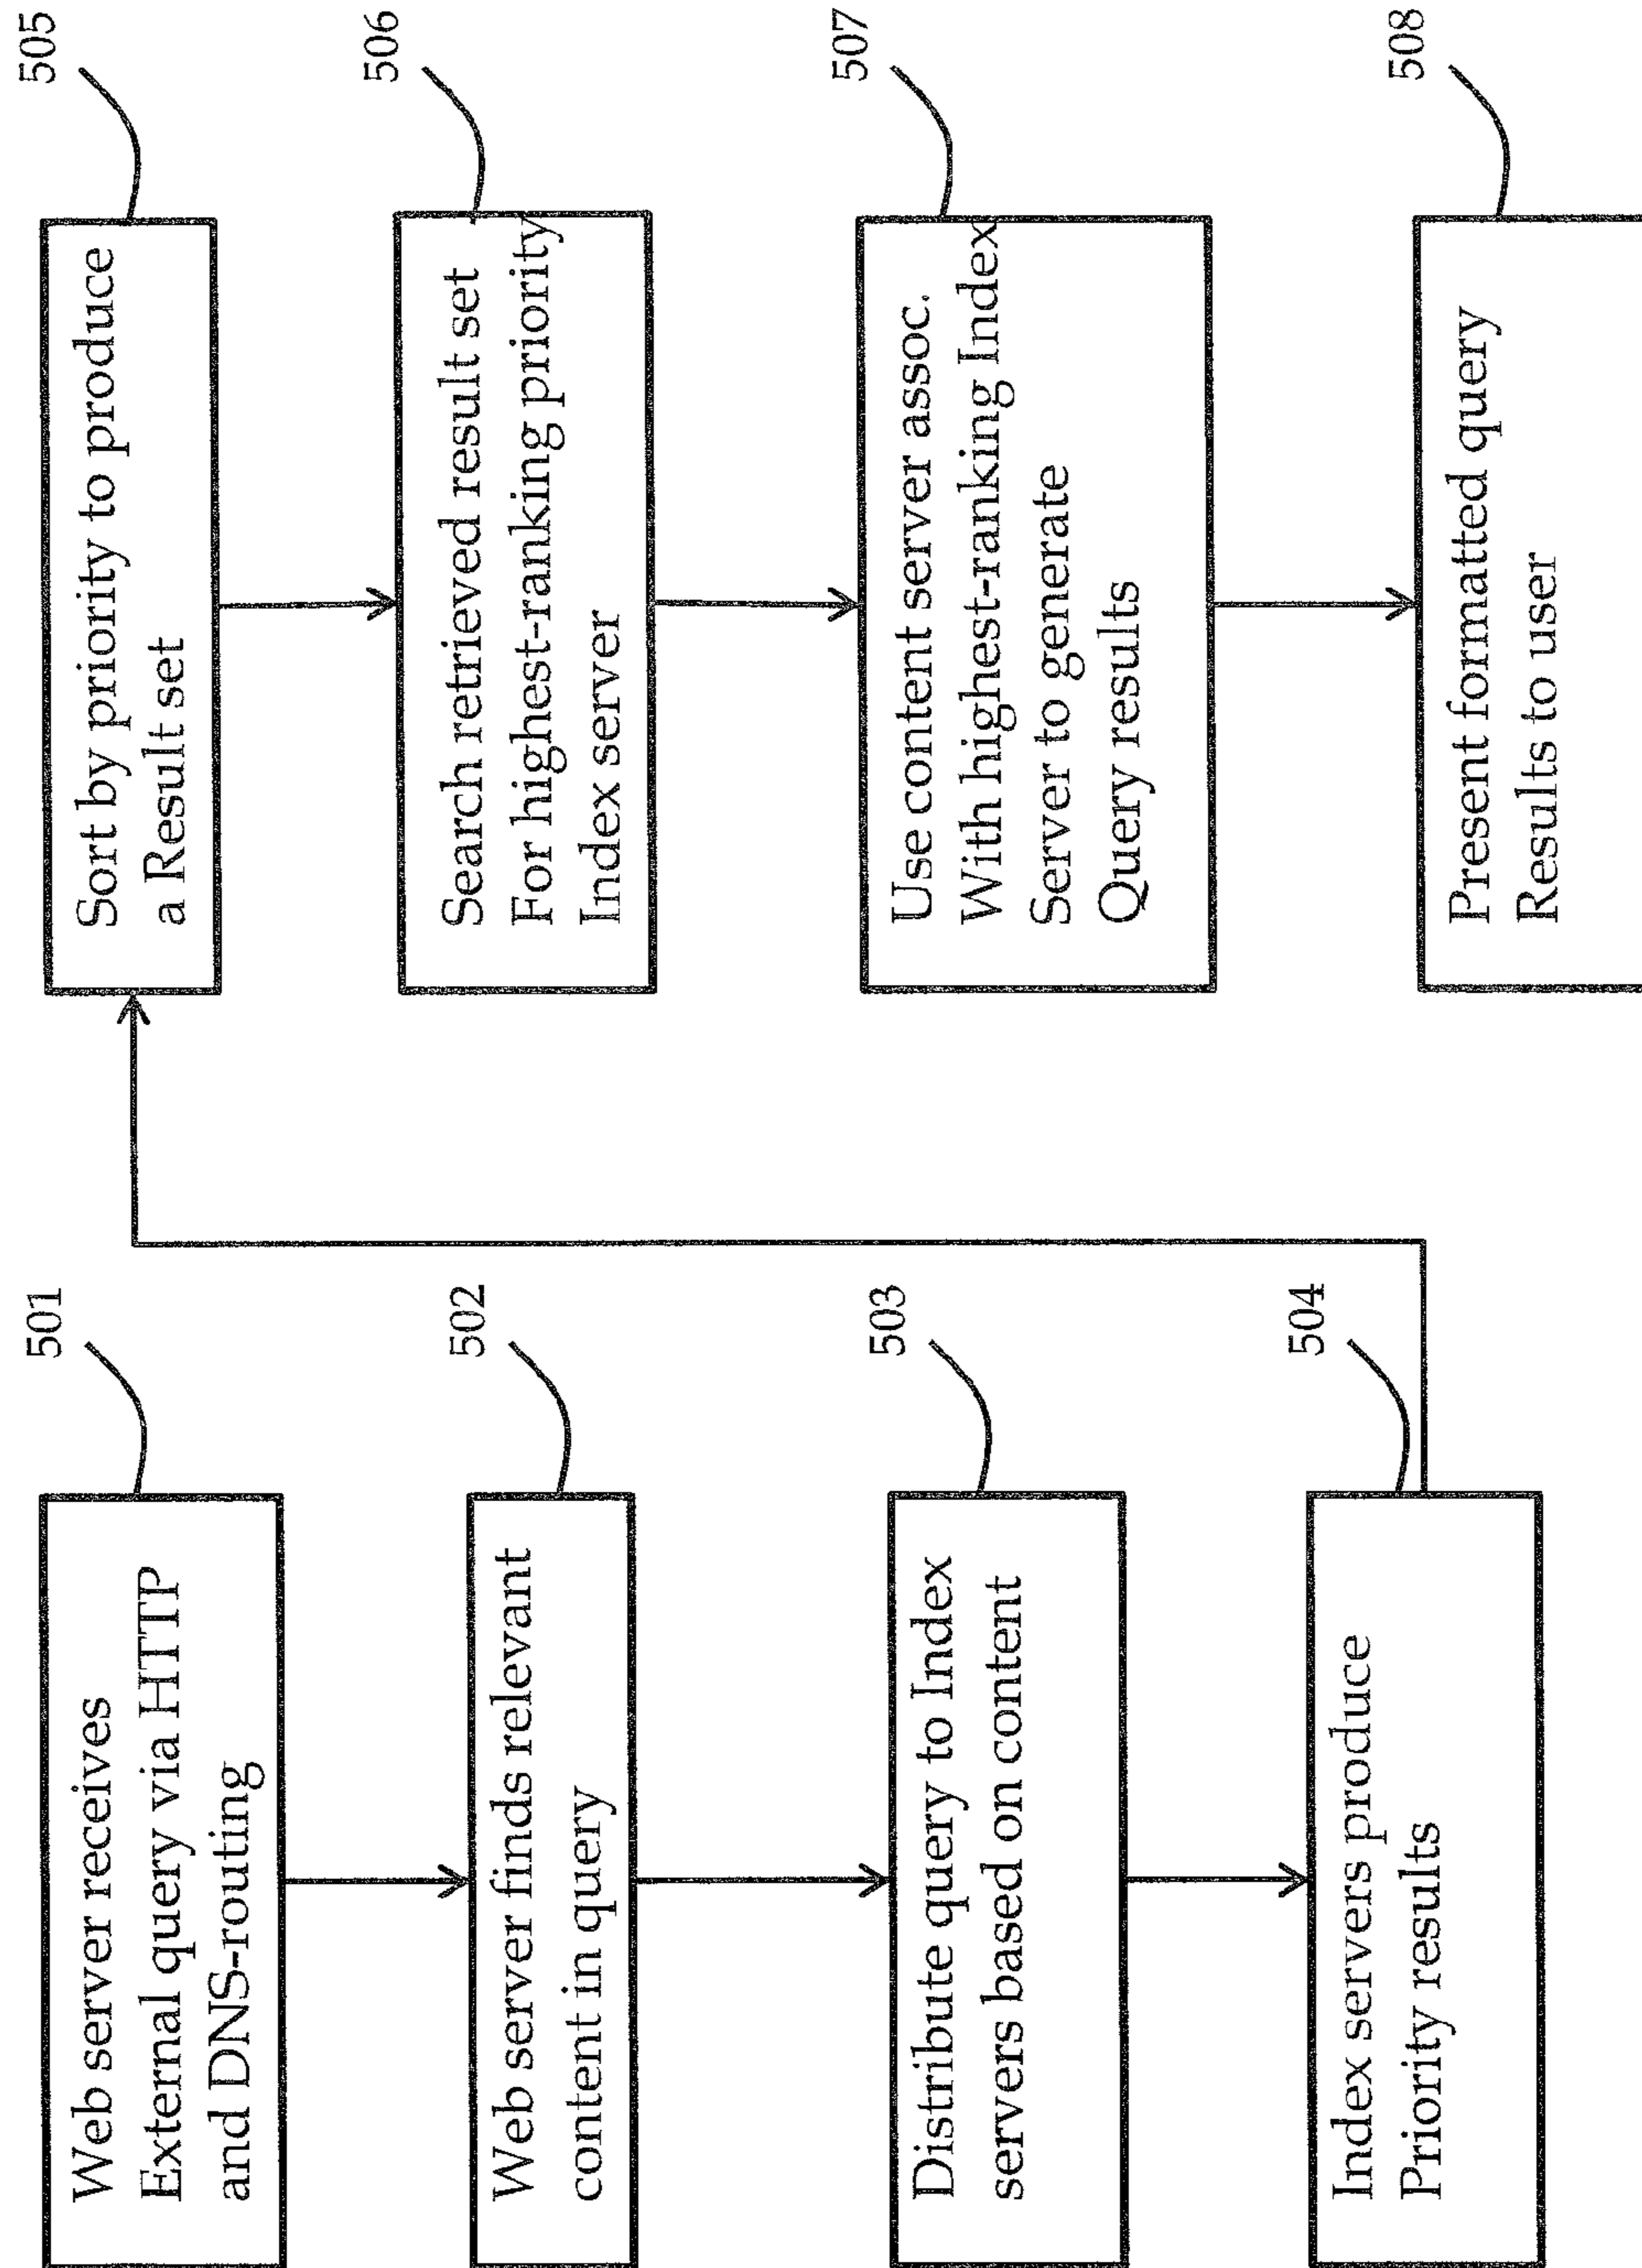 501
Web server receives
External query via HTTP
and DNS-routing
502
Web server finds relevant
content in query
503
Distribute query to Index
servers based on content
504
Index servers produce
Priority results
505
Sort by priority to produce
a Result set
506
Search retrieved result set
For highest-ranking priority
Index server
507
Use content server assoc.
With highest-ranking Index
Server to generate
Query results
508
Present formatted query
Results to user